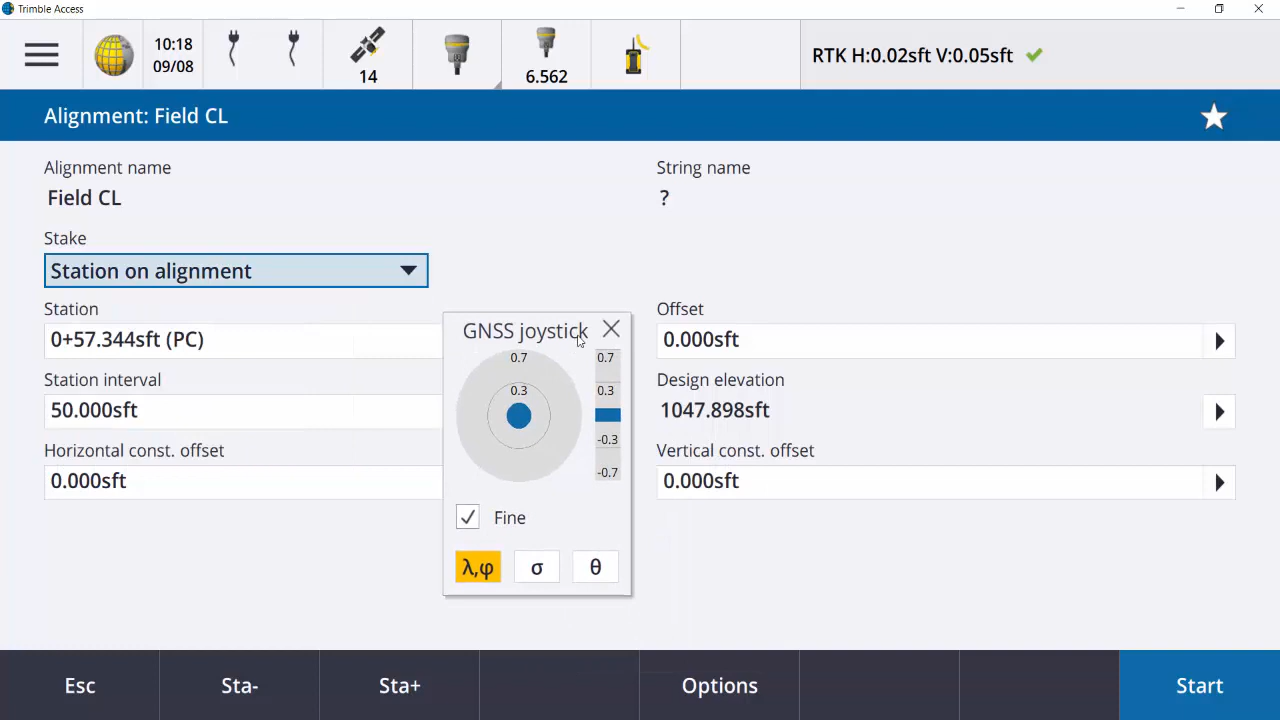 Trimble Access
10:18
09/08
14
6.562
RTK H:0.02sft V:0.05sft
Alignment: Field CL
Alignment name
Field CL
String name
?
Stake
Station on alignment
Station
0+57.344sft (PC)
Offset
0.000sft
Station interval
50.000sft
Design elevation
1047.898sft
Horizontal const. offset
0.000sft
Vertical const. offset
0.000sft
GNSS joystick
0.7
0.3
0.7
0.3
-0.3
-0.7
Fine
λ,φ
σ
θ
Esc
Sta-
Sta+
Options
Start